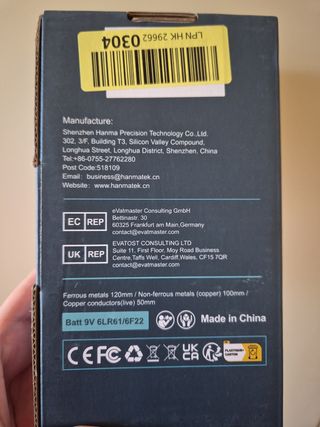 LPN HK 29662
0304
Manufacture:
Shenzhen Hanma Precision Technology Co.,Ltd.
302, 3/F, Building T3, Silicon Valley Compound,
Longhua Street, Longhua District, Shenzhen, China
Tel:+86-0755-27762280
Post Code:518109
Email：business@hanmatek.cn
Website：www.hanmatek.cn
EC REP
eVatmaster Consulting GmbH
Bettinastr. 30
60325 Frankfurt am Main,Germany
contact@evatmaster.com
UK REP
EVATOST CONSULTING LTD
Suite 11, First Floor, Moy Road Business
Centre,Taffs Well, Cardiff,Wales, CF15 7QR
contact@evatmaster.com
Ferrous metals 120mm / Non-ferrous metals (copper) 100mm /
Copper conductors(live) 50mm
Batt 9V 6LR61/6F22
Made in China
CE FC UK CA